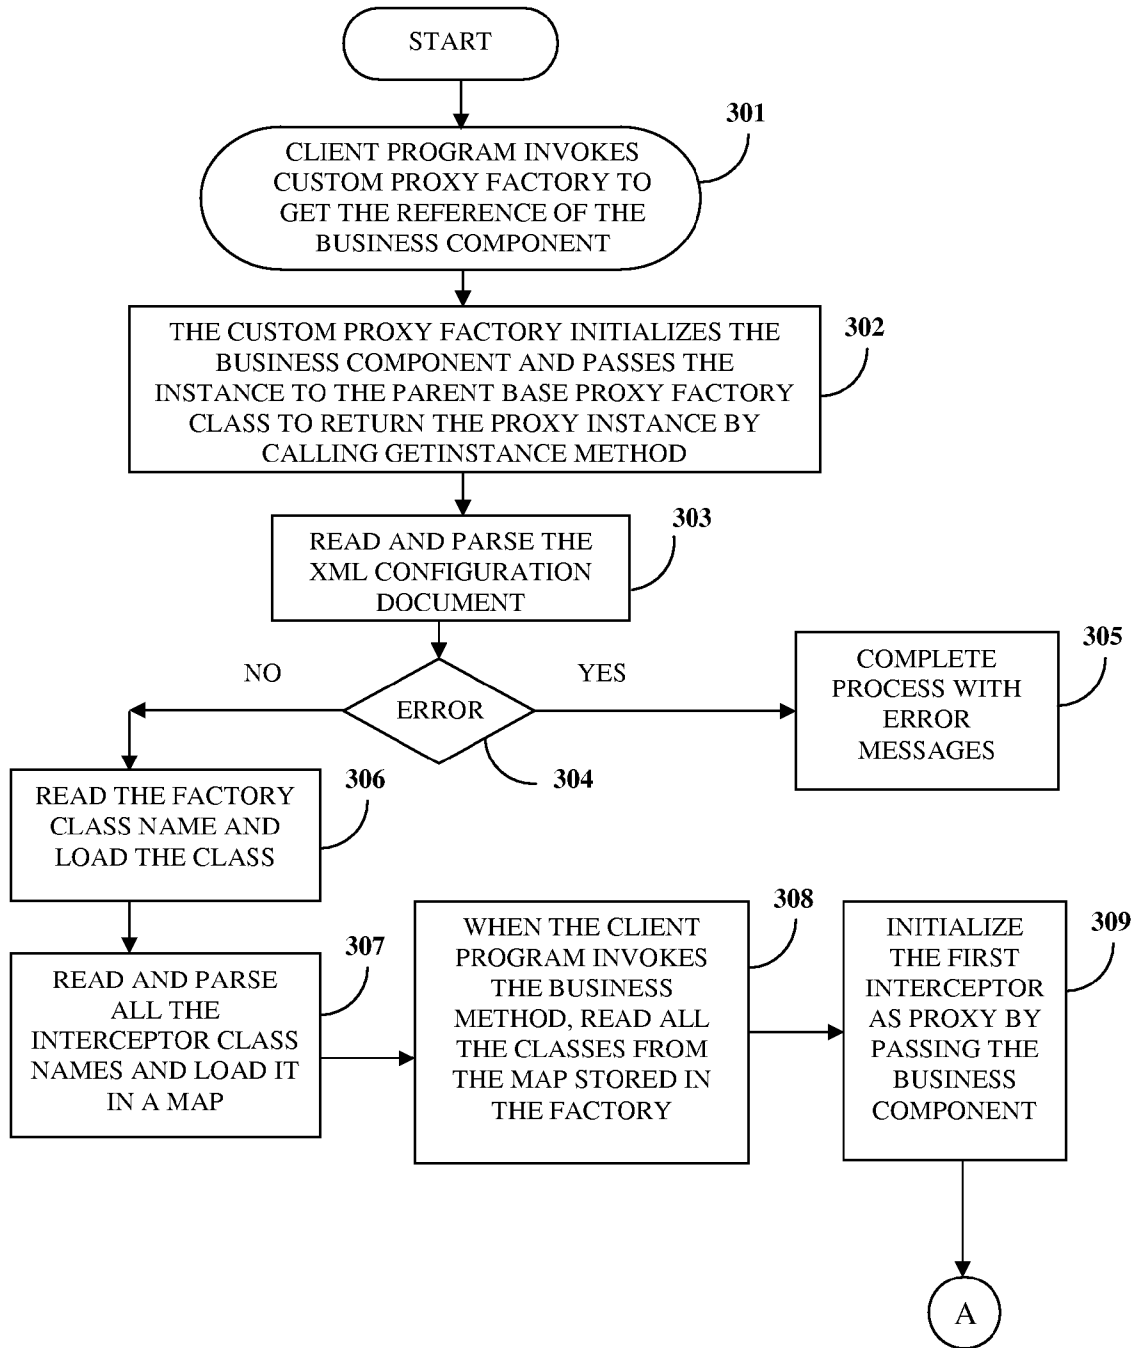 START
301
CLIENT PROGRAM INVOKES
CUSTOM PROXY FACTORY TO
GET THE REFERENCE OF THE
BUSINESS COMPONENT
302
THE CUSTOM PROXY FACTORY INITIALIZES THE
BUSINESS COMPONENT AND PASSES THE
INSTANCE TO THE PARENT BASE PROXY FACTORY
CLASS TO RETURN THE PROXY INSTANCE BY
CALLING GETINSTANCE METHOD
303
READ AND PARSE THE
XML CONFIGURATION
DOCUMENT
NO
YES
ERROR
304
305
COMPLETE
PROCESS WITH
ERROR
MESSAGES
306
READ THE FACTORY
CLASS NAME AND
LOAD THE CLASS
307
READ AND PARSE
ALL THE
INTERCEPTOR CLASS
NAMES AND LOAD IT
IN A MAP
308
WHEN THE CLIENT
PROGRAM INVOKES
THE BUSINESS
METHOD, READ ALL
THE CLASSES FROM
THE MAP STORED IN
THE FACTORY
309
INITIALIZE
THE FIRST
INTERCEPTOR
AS PROXY BY
PASSING THE
BUSINESS
COMPONENT
A